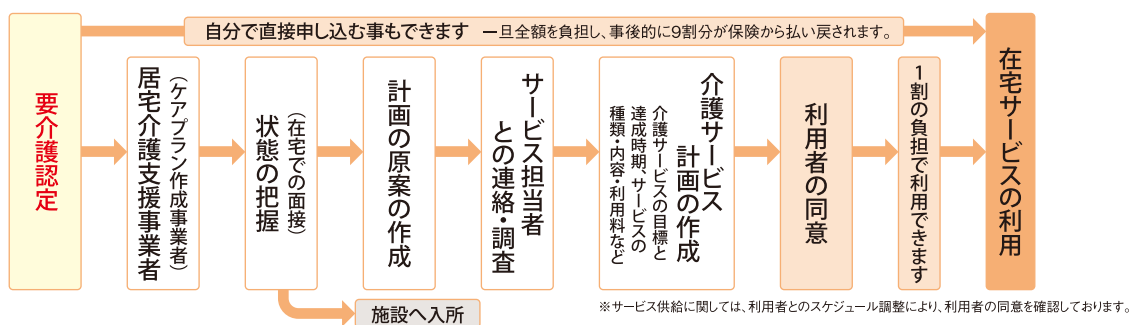 自分で直接申し込む事もできます 一旦全額を負担し、事後的に9割分が保険から払い戻されます。
要介護認定
居宅介護支援事業者
（ケアプラン作成事業者）
状態の把握
（在宅での面接）
計画の原案の作成
サービス担当者
との連絡・調査
介護サービス
計画の作成
介護サービスの目標と
達成時期、サービスの
種類・内容・利用料など
利用者の同意
1割の負担で利用できます
在宅サービスの利用
施設へ入所
※サービス供給に関しては、利用者とのスケジュール調整により、利用者の同意を確認しております。